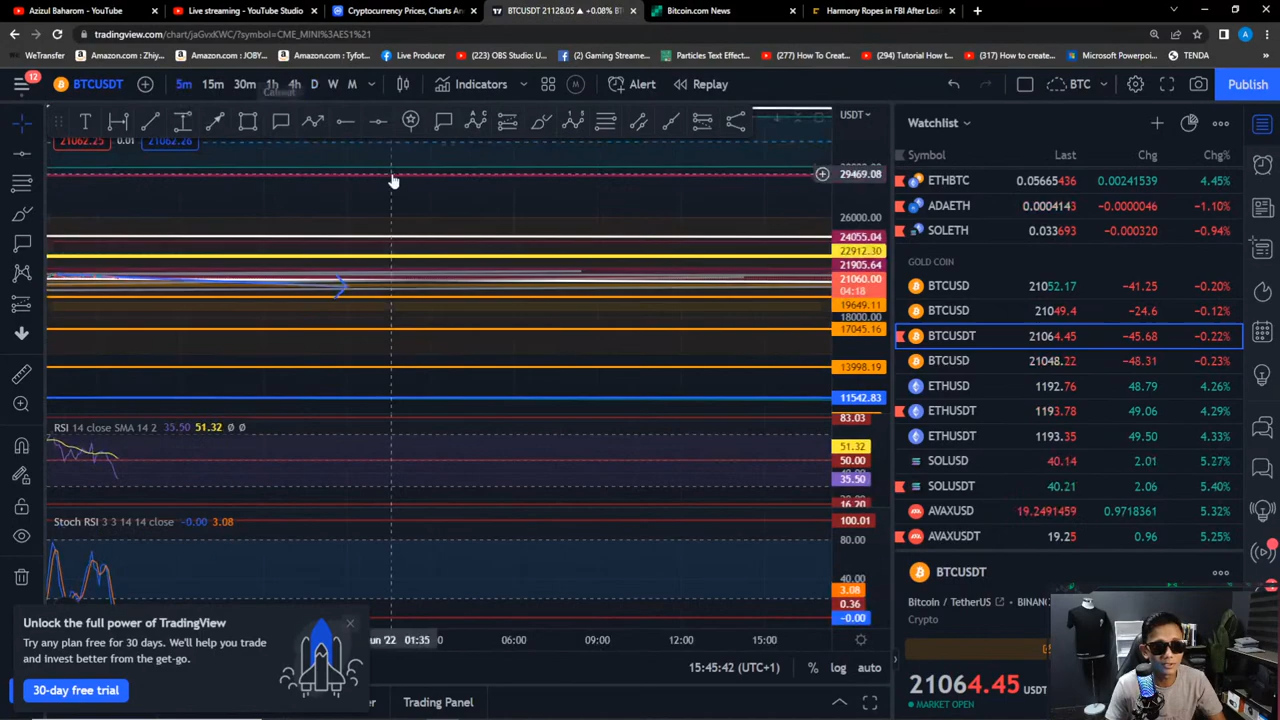 Azizul Baharom - YouTube
Live streaming - YouTube Studio
Cryptocurrency Prices, Charts An
BTCUSDT 21128.05 ▲ +0.08%
Bitcoin.com News
Harmony Ropes in FBI After Losin
tradingview.com/chart/jaGvxKWC/?symbol=CME_MINI%3AES1%21
WeTransfer
Amazon.com : Zhiy...
Amazon.com: JOBY...
Amazon.com: Tyfot...
Live Producer
(223) OBS Studio:...
(2) Gaming Stream...
Particles Text Effect...
(277) How To Creat...
(294) Tutorial How t...
(317) How to create...
Microsoft Powerpoi...
TENDA
12
BTCUSDT
5m 15m 30m 1h 4h D W M
Indicators
Alert
Replay
BTC
Publish
USDT
Watchlist
21062.25 0.01 21062.26
Symbol Last Chg Chg%
29469.08
ETHBTC 0.05665436 0.00241539 4.45%
ADAETH 0.0004143 -0.0000046 -1.10%
26000.00
SOLETH 0.033693 -0.000320 -0.94%
24055.04
22912.30
GOLD COIN
21905.64
21060.00
04:18
BTCUSD 21052.17 -41.25 -0.20%
19649.11
BTCUSD 21049.4 -24.6 -0.12%
18000.00
17045.16
BTCUSDT 21064.45 -45.68 -0.22%
13998.19
BTCUSD 21048.22 -48.31 -0.23%
ETHUSD 1192.76 48.79 4.26%
11542.83
83.03
ETHUSDT 1193.78 49.06 4.29%
RSI 14 close SMA 14 2 35.50 51.32 Ø Ø
ETHUSDT 1193.35 49.50 4.33%
51.32
50.00
SOLUSD 40.14 2.01 5.27%
35.50
SOLUSDT 40.21 2.06 5.40%
16.20
AVAXUSD 19.2491459 0.9718361 5.32%
Stoch RSI 3 3 14 14 close -0.00 3.08
100.01
80.00
AVAXUSDT 19.25 0.96 5.25%
BTCUSDT
40.00
3.08
0.36
-0.00
Bitcoin / TetherUS
Crypto
Unlock the full power of TradingView
Try any plan free for 30 days. We'll help you trade
and invest better from the get-go.
30-day free trial
un '22 01:35
06:00 09:00 12:00 15:00
15:45:42 (UTC+1) % log auto
21064.45 USDT
MARKET OPEN
Trading Panel